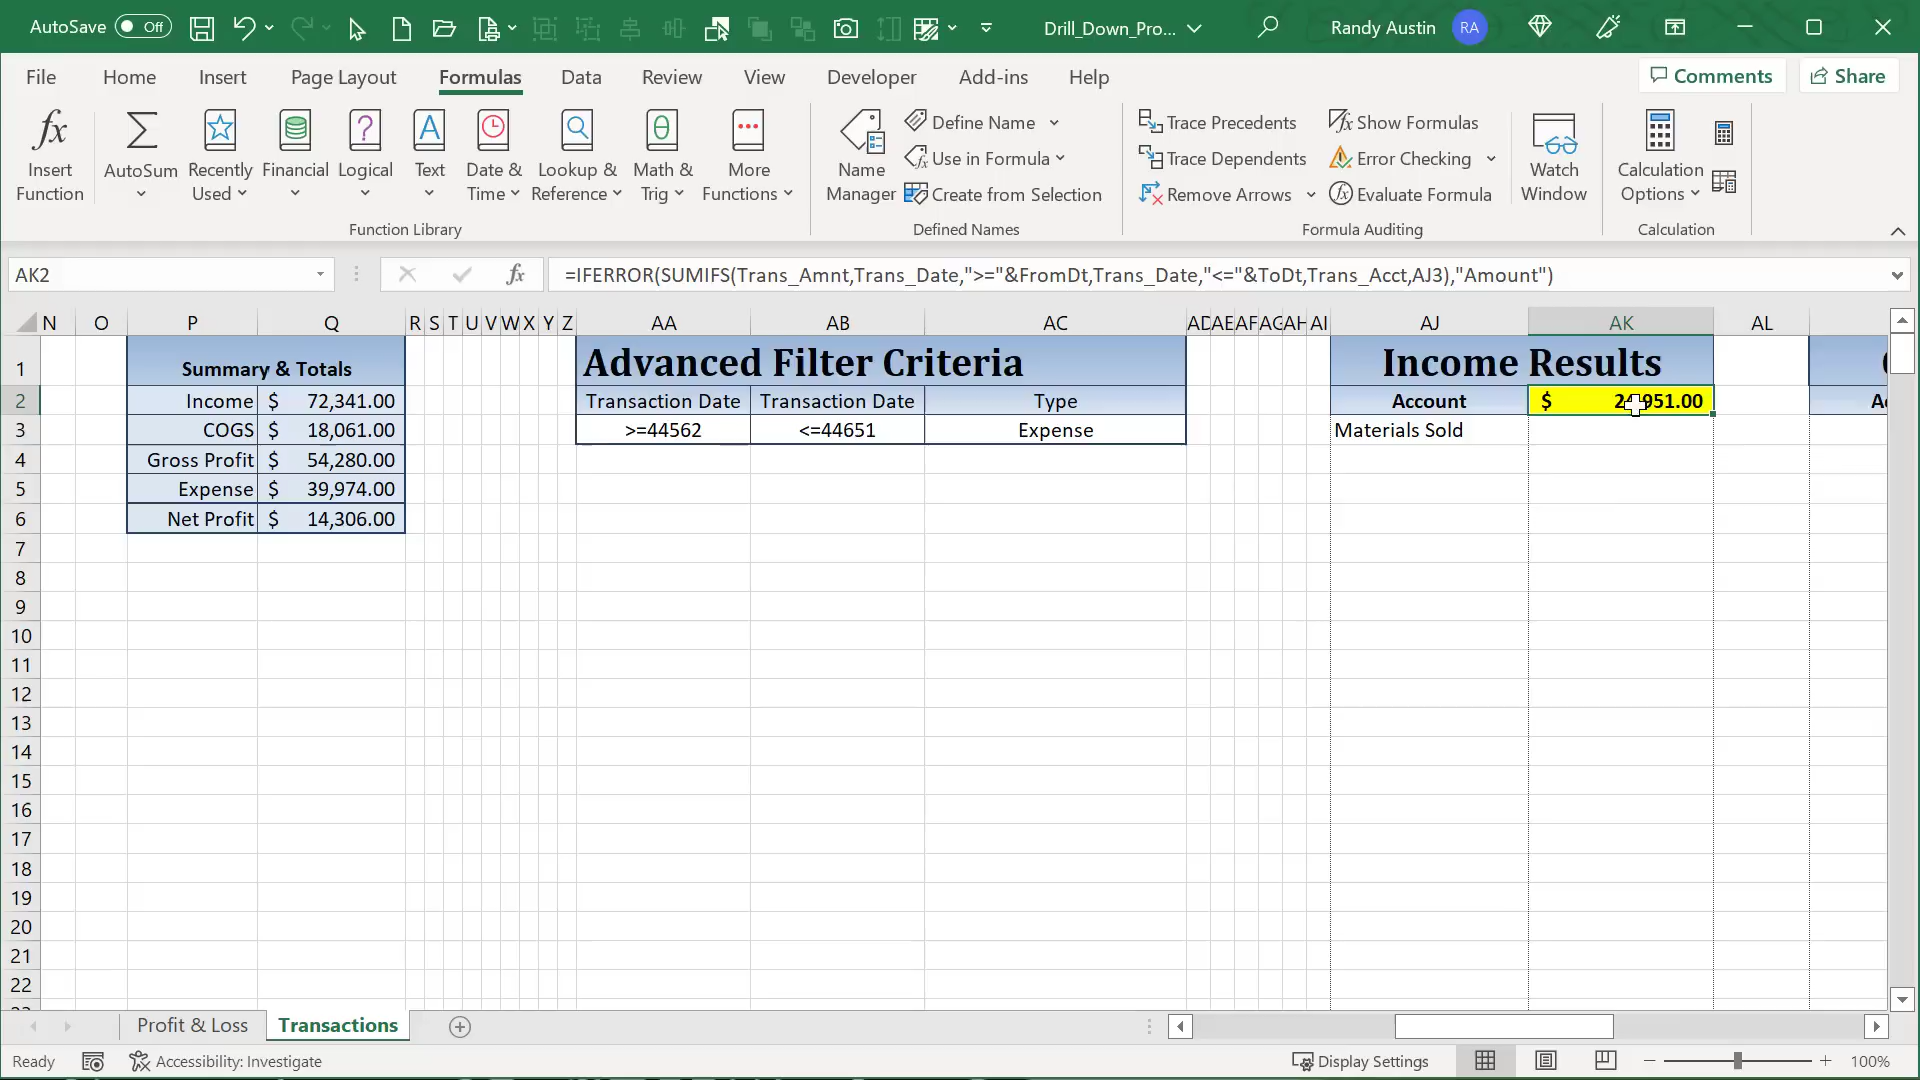 AutoSave Off Drill_Down_Pro... Randy Austin RA
File Home Insert Page Layout Formulas Data Review View Developer Add-ins Help Comments Share
Insert Function
AutoSum
Recently Used
Financial
Logical
Text
Date & Time
Lookup & Reference
Math & Trig
More Functions
Function Library
Name Manager
Define Name
Use in Formula
Create from Selection
Defined Names
Trace Precedents
Trace Dependents
Remove Arrows
Show Formulas
Error Checking
Evaluate Formula
Formula Auditing
Watch Window
Calculation Options
Calculation
AK2 fx =IFERROR(SUMIFS(Trans_Amnt,Trans_Date,">="&FromDt,Trans_Date,"<="&ToDt,Trans_Acct,AJ3),"Amount")
N O P Q R S T U V W X Y Z AA AB AC AD AE AF AG AH AI AJ AK AL
1 Summary & Totals Advanced Filter Criteria Income Results
2 Income $ 72,341.00 Transaction Date Transaction Date Type Account $
3 COGS $ 18,061.00 >=44562 <=44651 Expense Materials Sold
4 Gross Profit $ 54,280.00
5 Expense $ 39,974.00
6 Net Profit $ 14,306.00
7
8
9
10
11
12
13
14
15
16
17
18
19
20
21
22
Profit & Loss Transactions
Ready Accessibility: Investigate Display Settings 100%